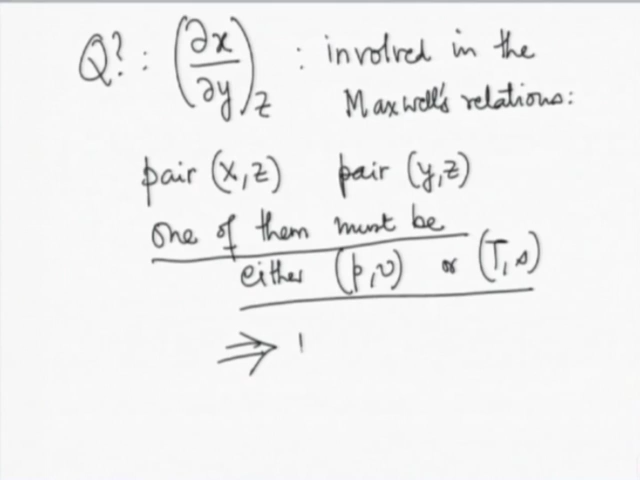 Q? : (∂x/∂y)_z : involved in the
Maxwell's relations:
pair (x,z) pair (y,z)
one of them must be
either (p,v) or (T,s)
⇒ 1